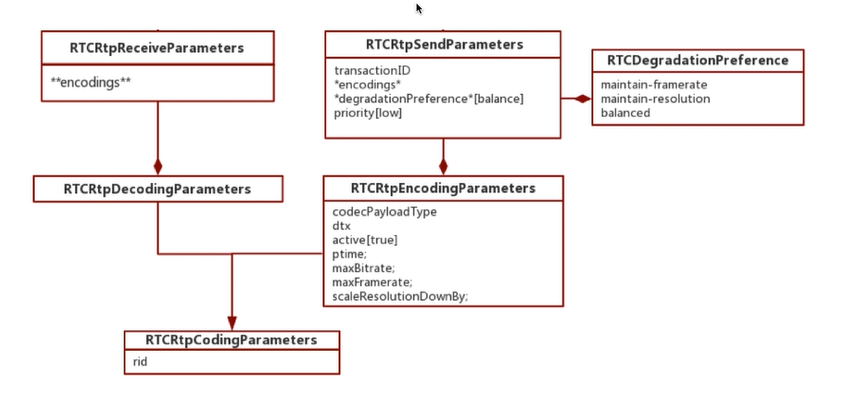 RTCRtpReceiveParameters
**encodings**
RTCRtpSendParameters
transactionID
*encodings*
*degradationPreference*[balance]
priority[low]
RTCDegradationPreference
maintain-framerate
maintain-resolution
balanced
RTCRtpDecodingParameters
RTCRtpEncodingParameters
codecPayloadType
dtx
active[true]
ptime;
maxBitrate;
maxFramerate;
scaleResolutionDownBy;
RTCRtpCodingParameters
rid